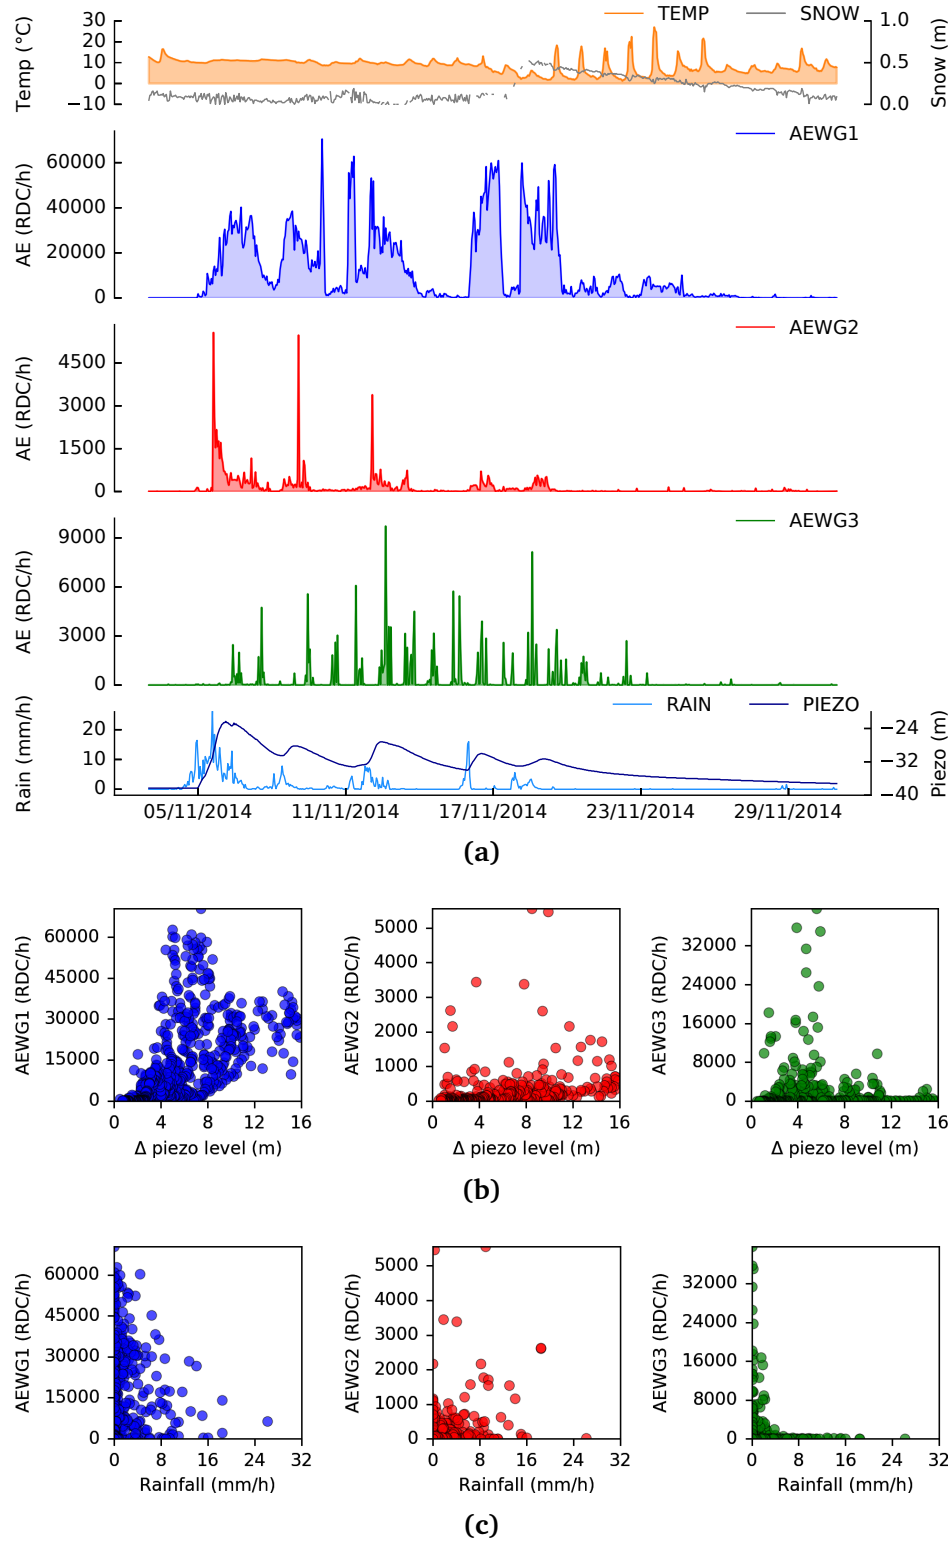 TEMP SNOW
Temp (°C)
30
20
10
0
−10
1.0
0.5
0.0
Snow (m)
AEWG1
AE (RDC/h)
60000
40000
20000
0
AEWG2
AE (RDC/h)
4500
3000
1500
0
AEWG3
AE (RDC/h)
9000
6000
3000
0
RAIN PIEZO
Rain (mm/h)
20
10
0
−24
−32
−40
Piezo (m)
05/11/2014 11/11/2014 17/11/2014 23/11/2014 29/11/2014
(a)
AEWG1 (RDC/h)
60000
45000
30000
15000
0
0 4 8 12 16
Δ piezo level (m)
AEWG2 (RDC/h)
5000
4000
3000
2000
1000
0
0 4 8 12 16
Δ piezo level (m)
AEWG3 (RDC/h)
32000
24000
16000
8000
0
0 4 8 12 16
Δ piezo level (m)
(b)
AEWG1 (RDC/h)
60000
45000
30000
15000
0
0 8 16 24 32
Rainfall (mm/h)
AEWG2 (RDC/h)
5000
4000
3000
2000
1000
0
0 8 16 24 32
Rainfall (mm/h)
AEWG3 (RDC/h)
32000
24000
16000
8000
0
0 8 16 24 32
Rainfall (mm/h)
(c)